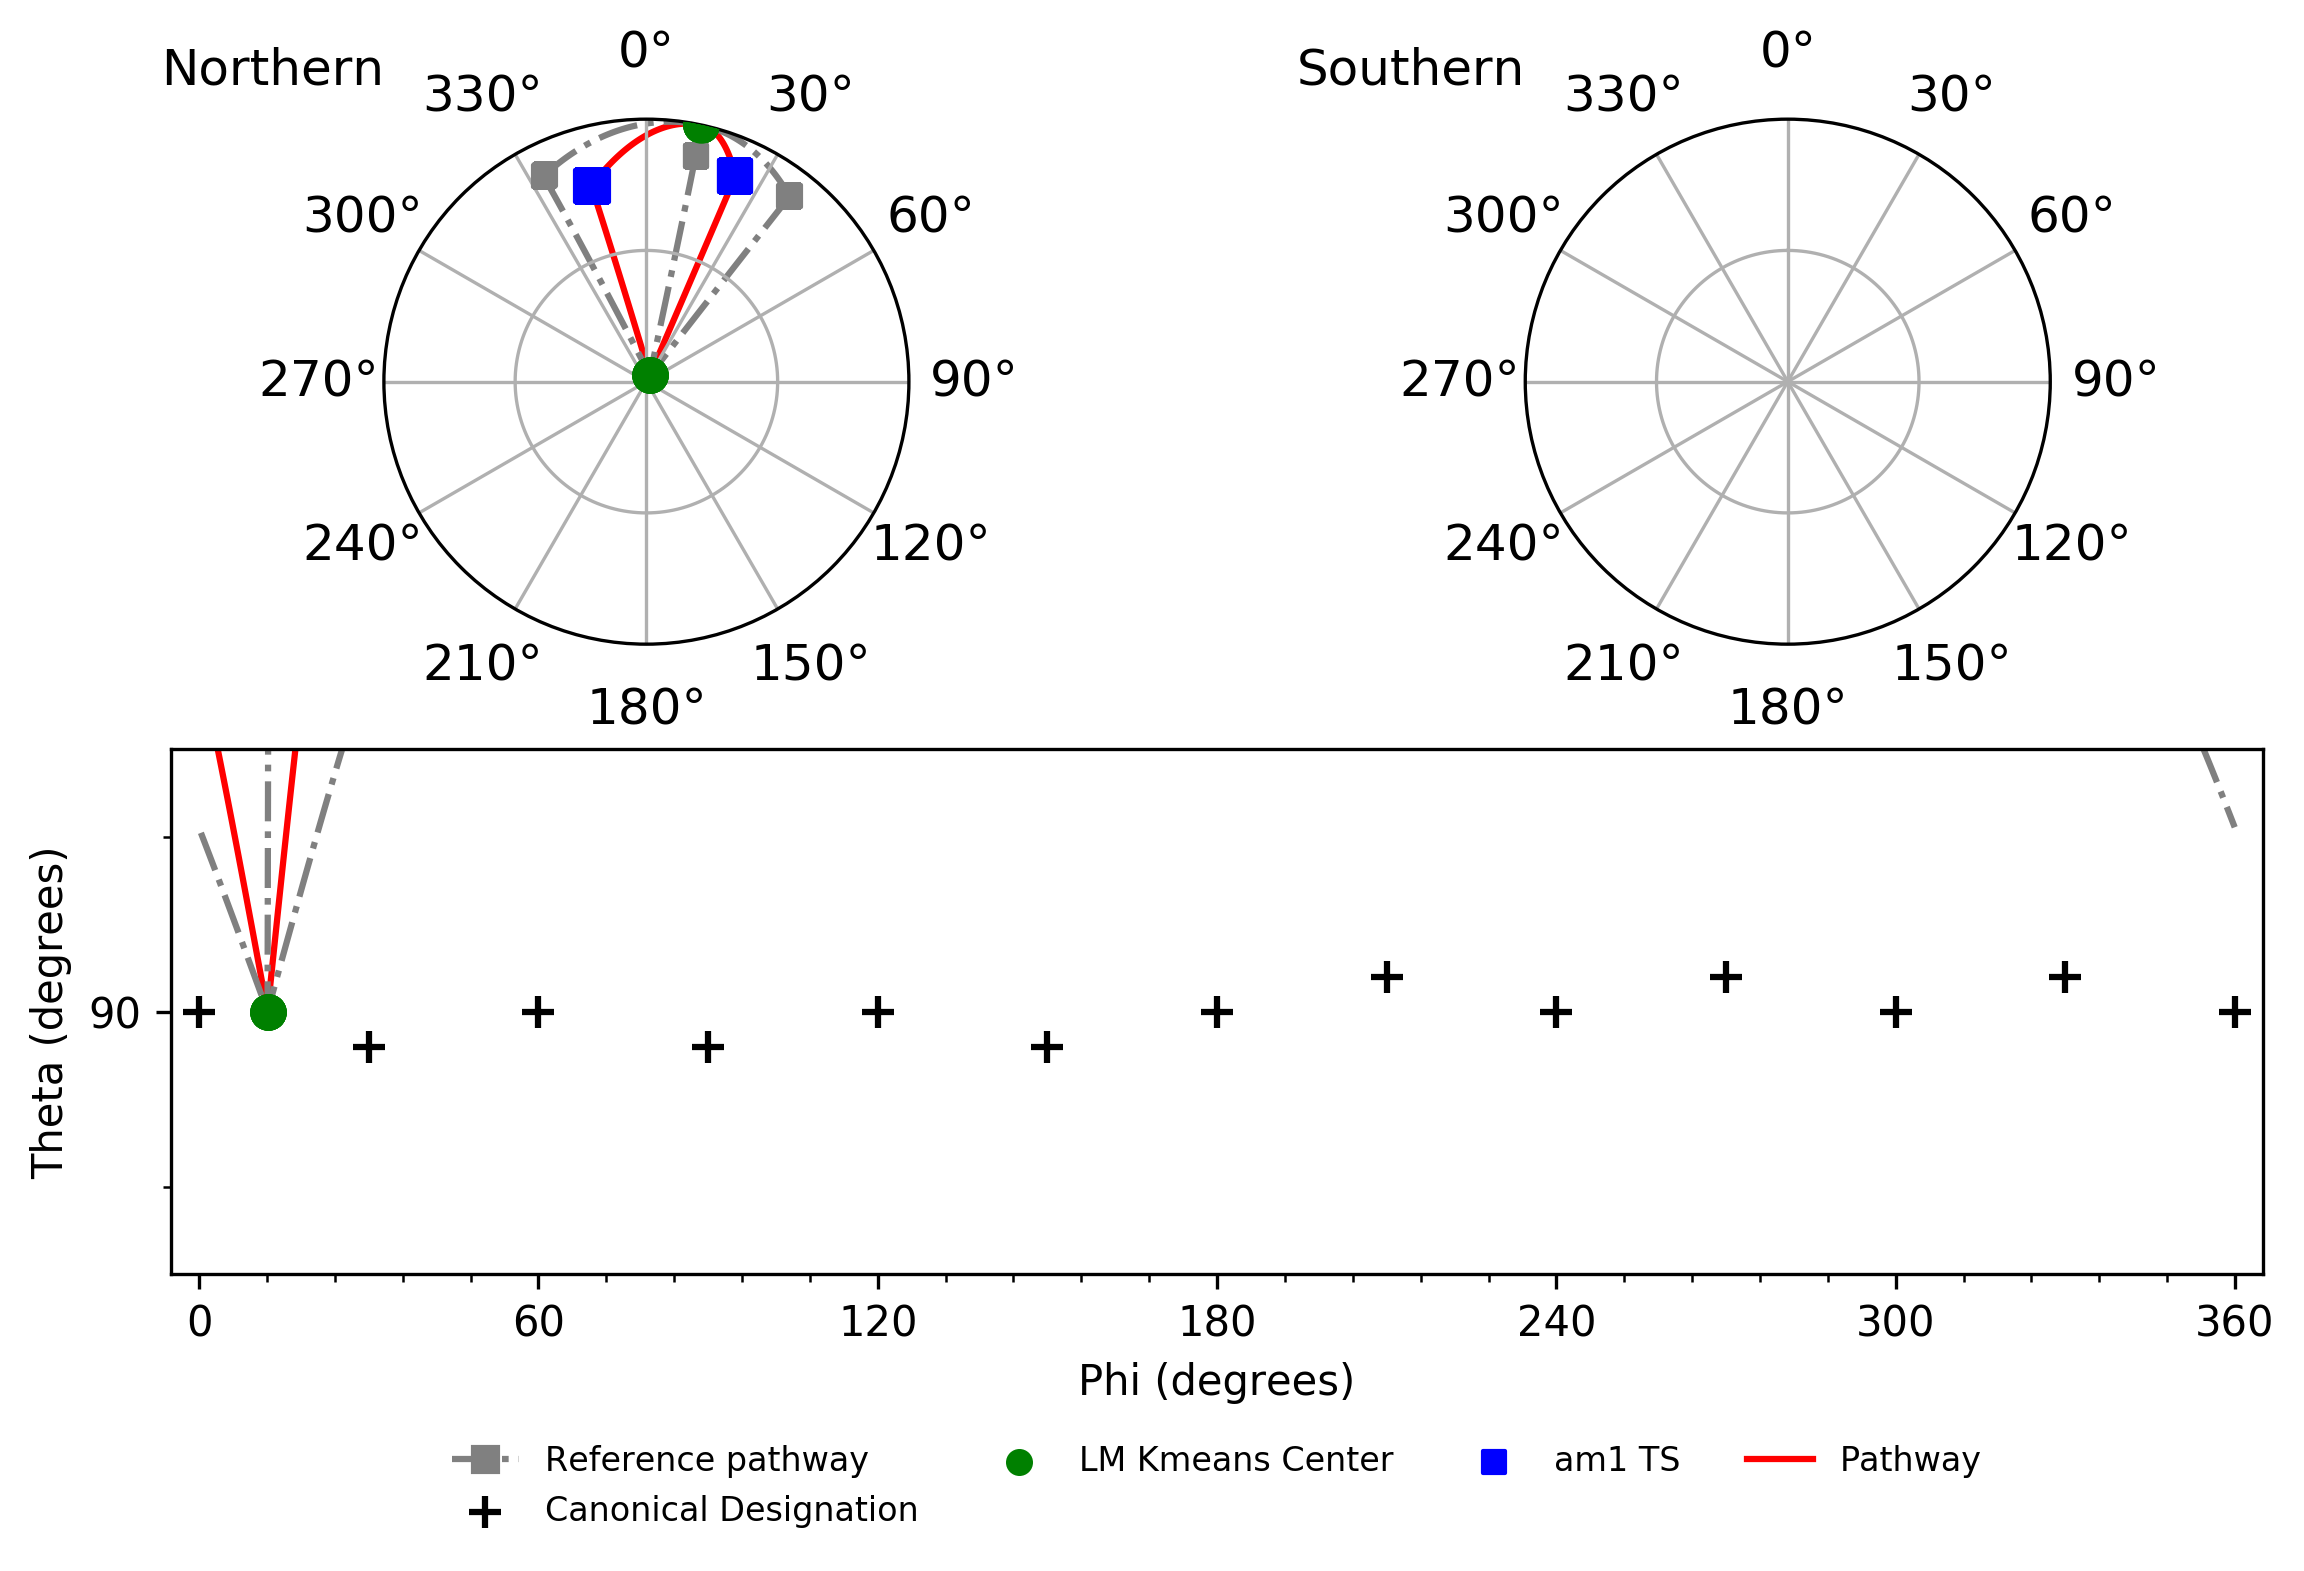 Northern
0°
330°
30°
300°
60°
270°
90°
240°
120°
210°
150°
180°
Southern
0°
330°
30°
300°
60°
270°
90°
240°
120°
210°
150°
180°
Theta (degrees)
90
0 60 120 180 240 300 360
Phi (degrees)
Reference pathway
Canonical Designation
LM Kmeans Center
am1 TS
Pathway